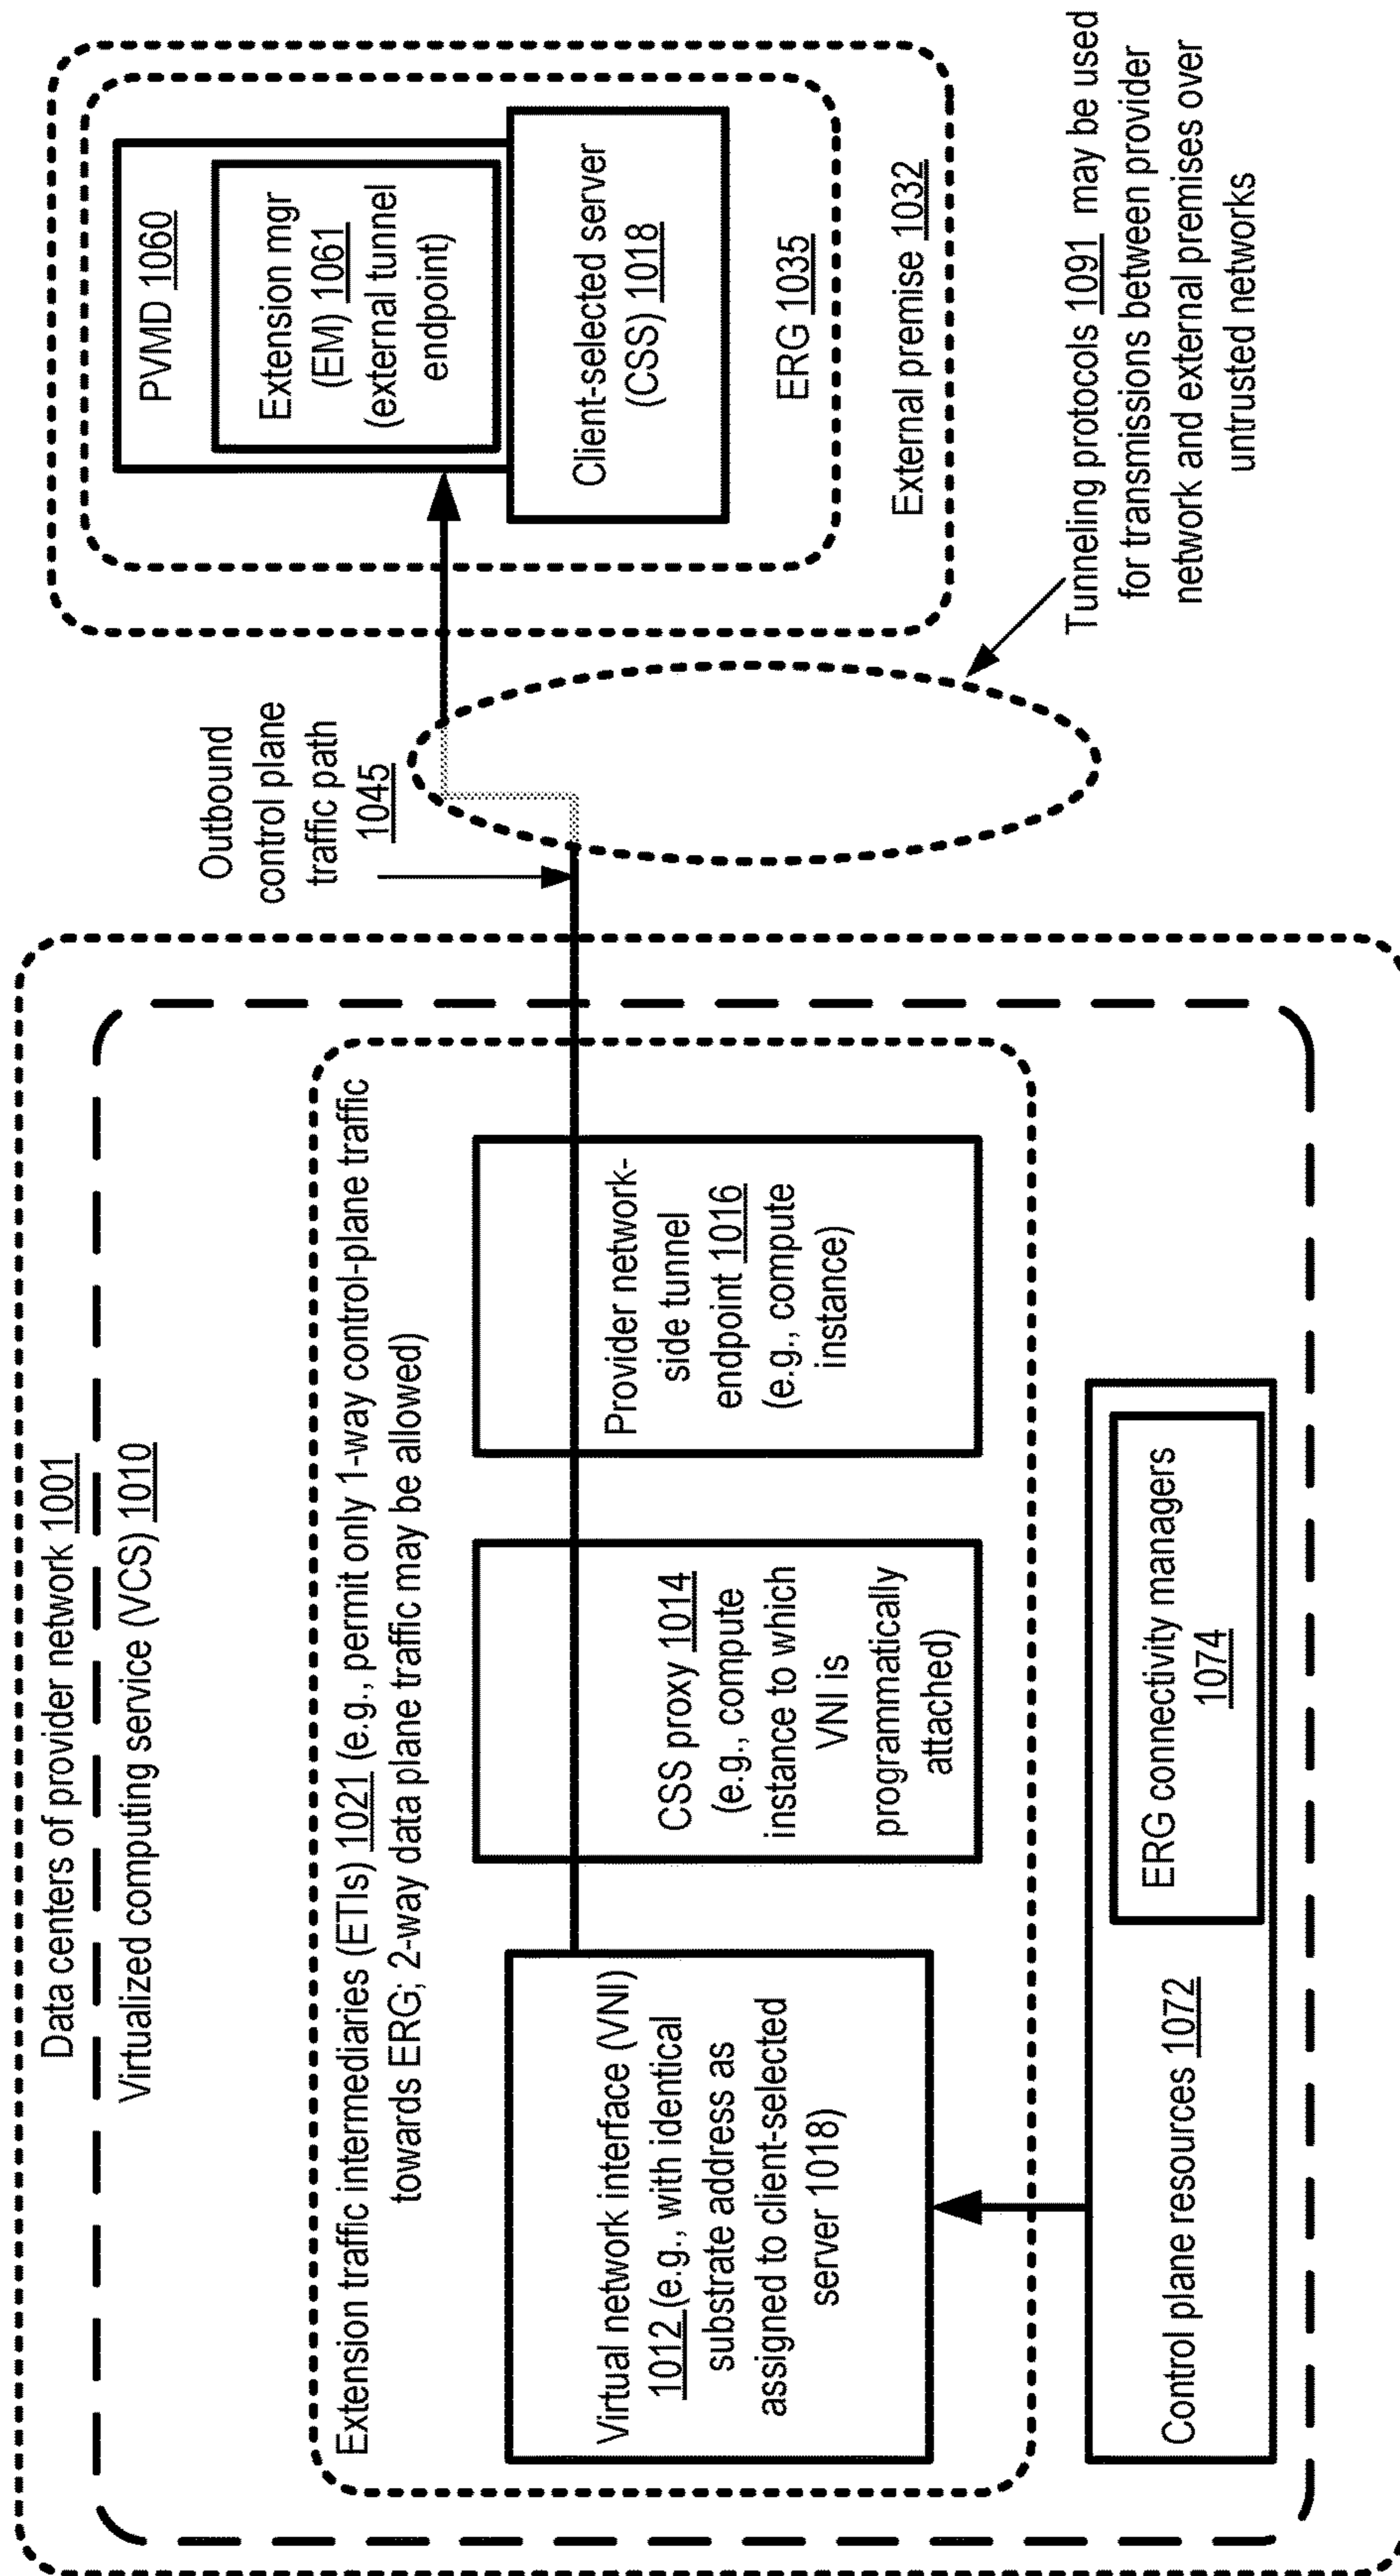 Data centers of provider network 1001
Virtualized computing service (VCS) 1010
Extension traffic intermediaries (ETIs) 1021 (e.g., permit only 1-way control-plane traffic
towards ERG; 2-way data plane traffic may be allowed)
Virtual network interface (VNI)
1012 (e.g., with identical
substrate address as
assigned to client-selected
server 1018)
CSS proxy 1014
(e.g., compute
instance to which
VNI is
programmatically
attached)
Provider network-
side tunnel
endpoint 1016
(e.g., compute
instance)
Control plane resources 1072
ERG connectivity managers
1074
Outbound
control plane
traffic path
1045
PVMD 1060
Extension mgr
(EM) 1061
(external tunnel
endpoint)
Client-selected server
(CSS) 1018
ERG 1035
External premise 1032
Tunneling protocols 1091 may be used
for transmissions between provider
network and external premises over
untrusted networks